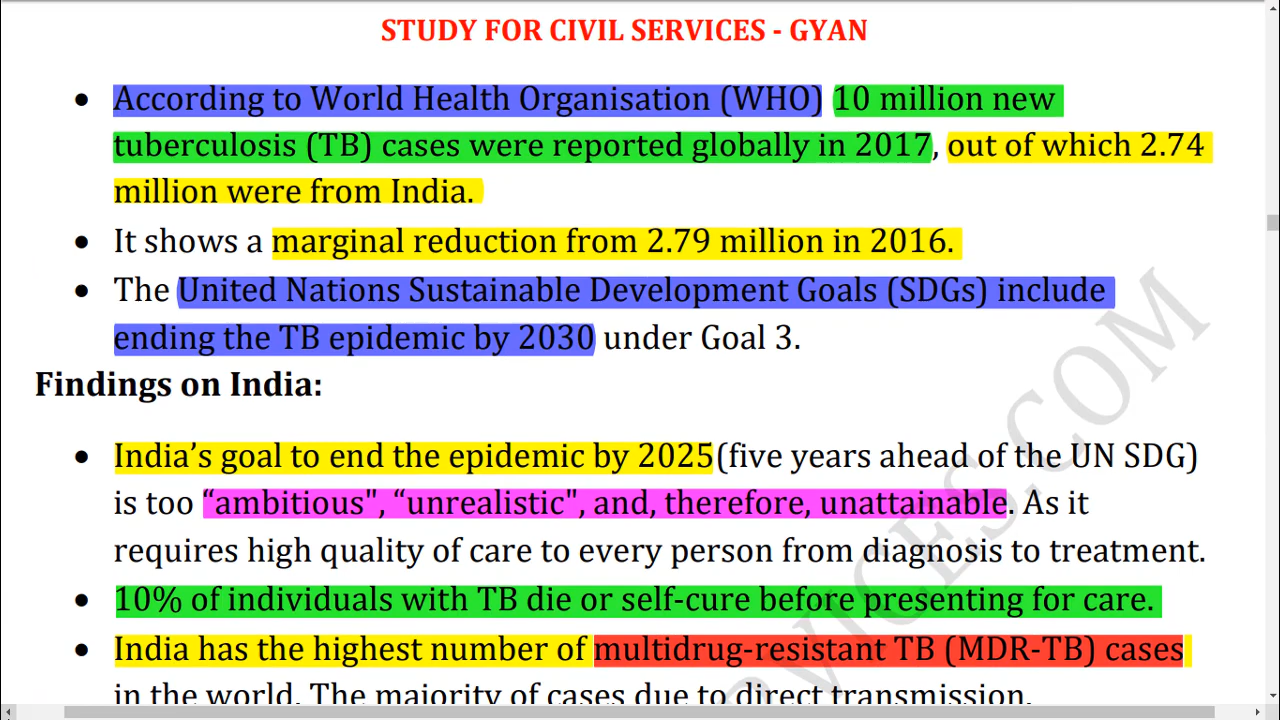 STUDY FOR CIVIL SERVICES - GYAN
• According to World Health Organisation (WHO) 10 million new
tuberculosis (TB) cases were reported globally in 2017, out of which 2.74
million were from India.
• It shows a marginal reduction from 2.79 million in 2016.
• The United Nations Sustainable Development Goals (SDGs) include
ending the TB epidemic by 2030 under Goal 3.
Findings on India:
• India’s goal to end the epidemic by 2025(five years ahead of the UN SDG)
is too “ambitious", “unrealistic", and, therefore, unattainable. As it
requires high quality of care to every person from diagnosis to treatment.
• 10% of individuals with TB die or self-cure before presenting for care.
• India has the highest number of multidrug-resistant TB (MDR-TB) cases
in the world. The majority of cases due to direct transmission.
VICES.COM